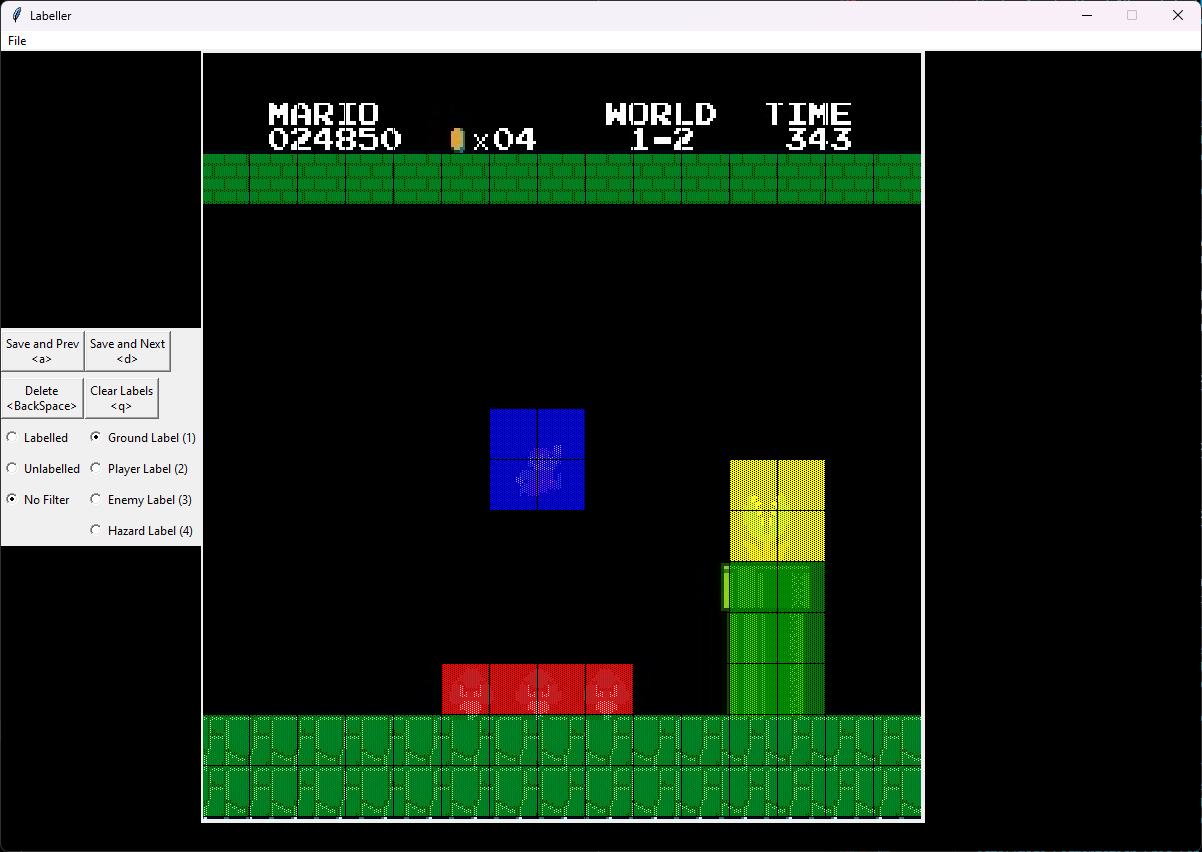 Labeller
File
MARIO WORLD TIME
024850 x04 1-2 343
Save and Prev
<a>
Save and Next
<d>
Delete
<BackSpace>
Clear Labels
<q>
Labelled Ground Label (1)
Unlabelled Player Label (2)
No Filter Enemy Label (3)
Hazard Label (4)